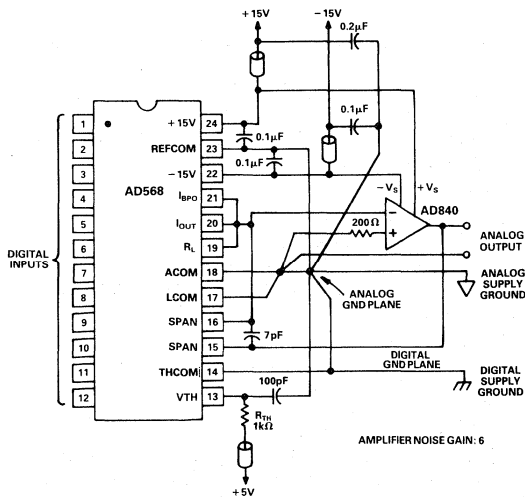 +15V
−15V
0.2μF
0.1μF
1
2
3
4
5
6
7
8
9
10
11
12
DIGITAL
INPUTS
AD568
+15V 24
REFCOM 23
−15V 22
IBPO 21
IOUT 20
RL 19
ACOM 18
LCOM 17
SPAN 16
SPAN 15
THCOM 14
VTH 13
0.1μF
0.1μF
−VS +VS
AD840
200Ω
−
+
ANALOG
OUTPUT
ANALOG
SUPPLY
GROUND
ANALOG
GND PLANE
7pF
DIGITAL
GND PLANE
DIGITAL
SUPPLY
GROUND
100pF
RTH
1kΩ
+5V
AMPLIFIER NOISE GAIN: 6